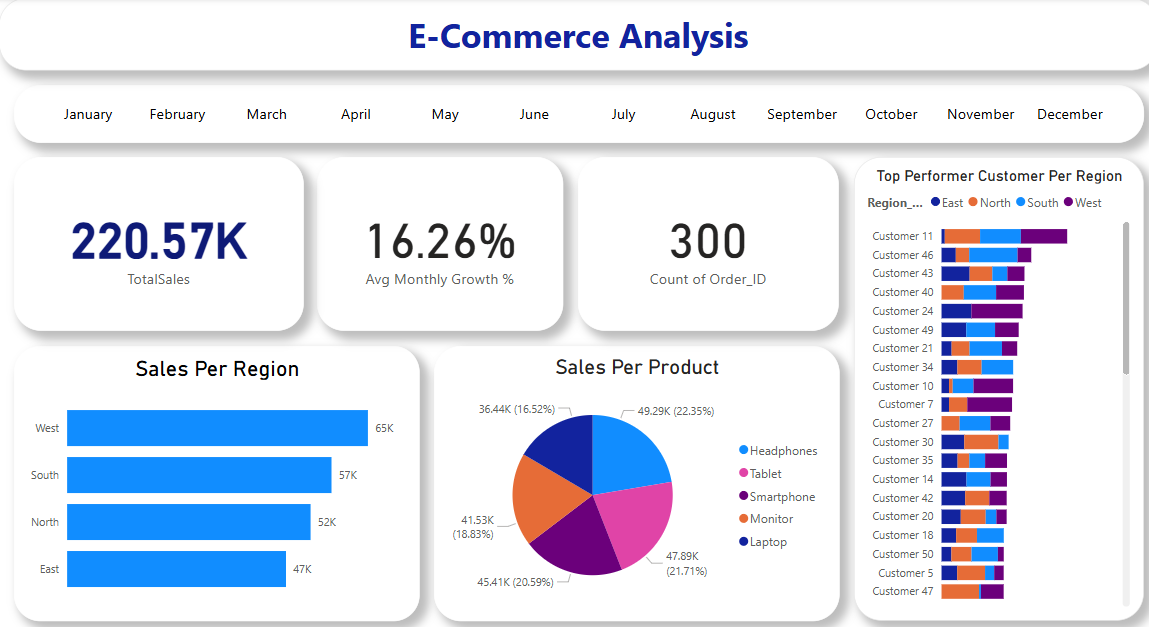 E-Commerce Analysis
January February March April May June July August September October November December
220.57K
TotalSales
16.26%
Avg Monthly Growth %
300
Count of Order_ID
Top Performer Customer Per Region
Region_... East North South West
Customer 11
Customer 46
Customer 43
Customer 40
Customer 24
Customer 49
Customer 21
Customer 34
Customer 10
Customer 7
Customer 27
Customer 30
Customer 35
Customer 14
Customer 42
Customer 20
Customer 18
Customer 50
Customer 5
Customer 47
Sales Per Region
West 65K
South 57K
North 52K
East 47K
Sales Per Product
36.44K (16.52%)
49.29K (22.35%)
41.53K
(18.83%)
47.89K
(21.71%)
45.41K (20.59%)
Headphones
Tablet
Smartphone
Monitor
Laptop